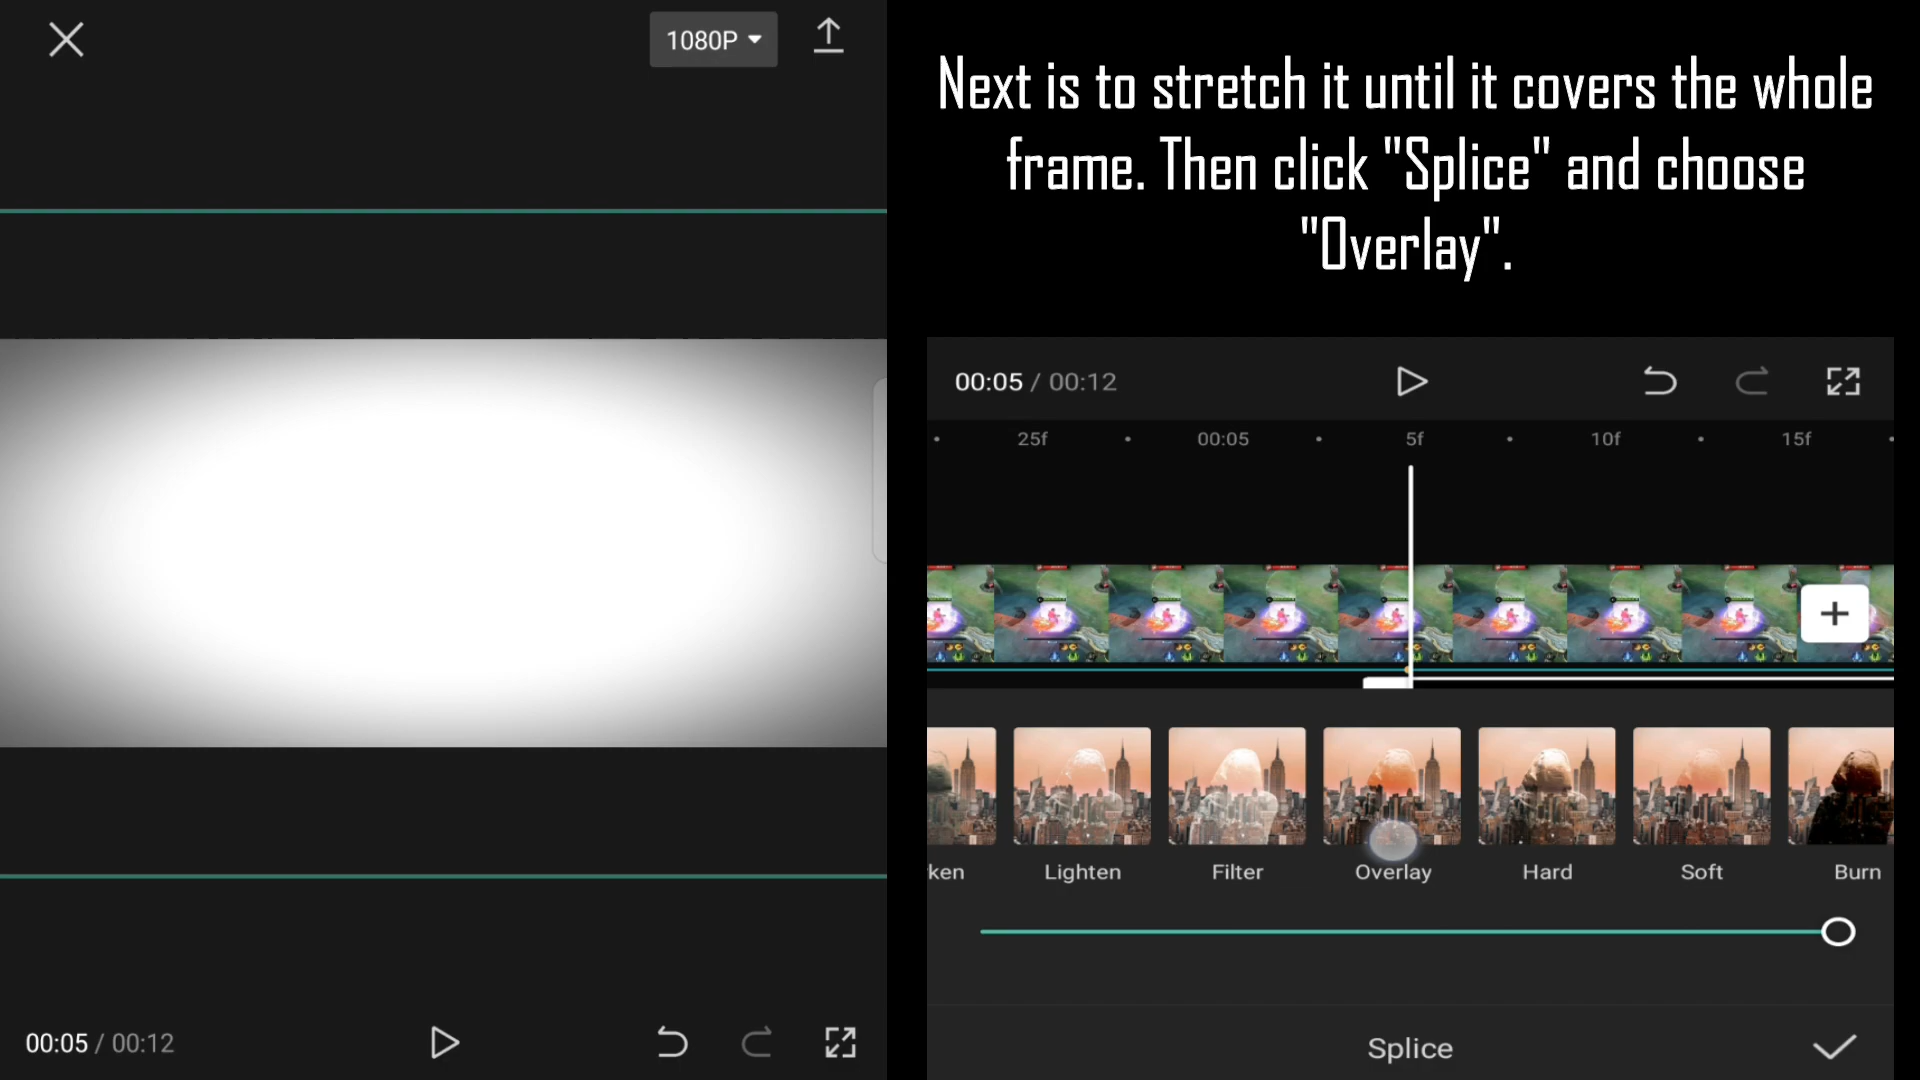 1080P
Next is to stretch it until it covers the whole
frame. Then click "Splice" and choose
"Overlay".
00:05 / 00:12
25f 00:05 5f 10f 15f
ken Lighten Filter Overlay Hard Soft Burn
00:05 / 00:12
Splice